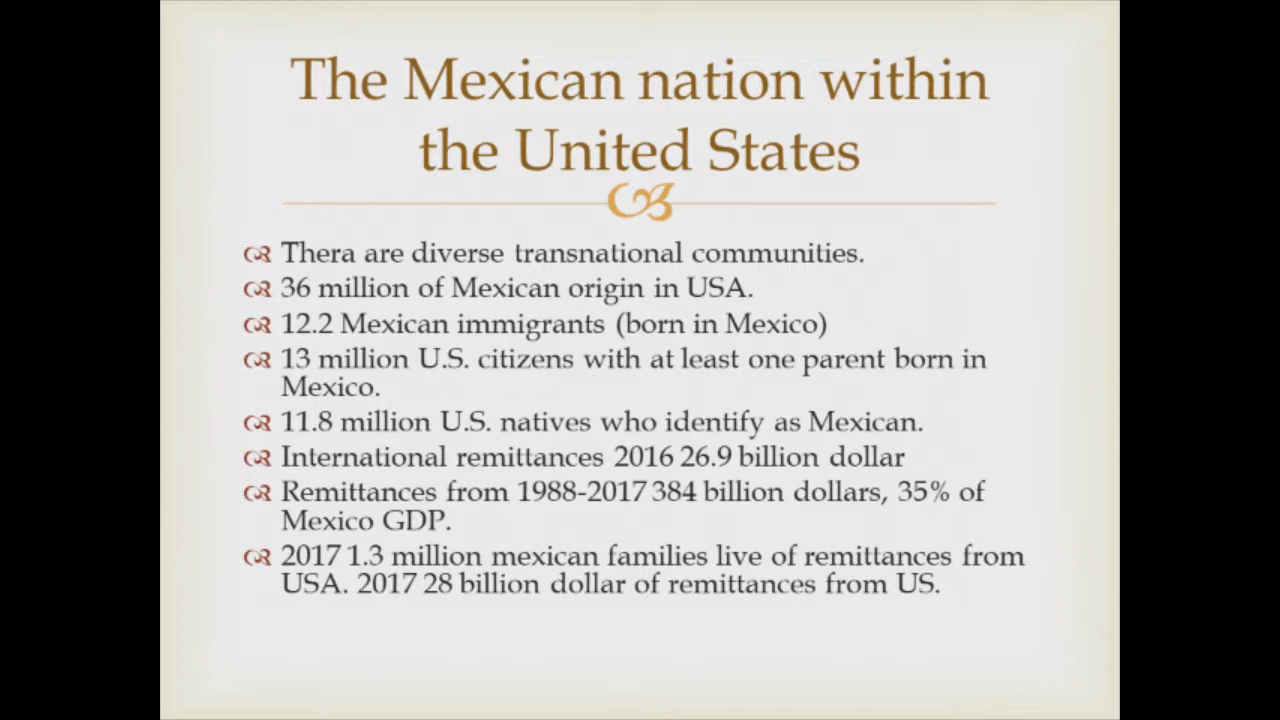 The Mexican nation within
the United States
Thera are diverse transnational communities.
36 million of Mexican origin in USA.
12.2 Mexican immigrants (born in Mexico)
13 million U.S. citizens with at least one parent born in
Mexico.
11.8 million U.S. natives who identify as Mexican.
International remittances 2016 26.9 billion dollar
Remittances from 1988-2017 384 billion dollars, 35% of
Mexico GDP.
2017 1.3 million mexican families live of remittances from
USA. 2017 28 billion dollar of remittances from US.